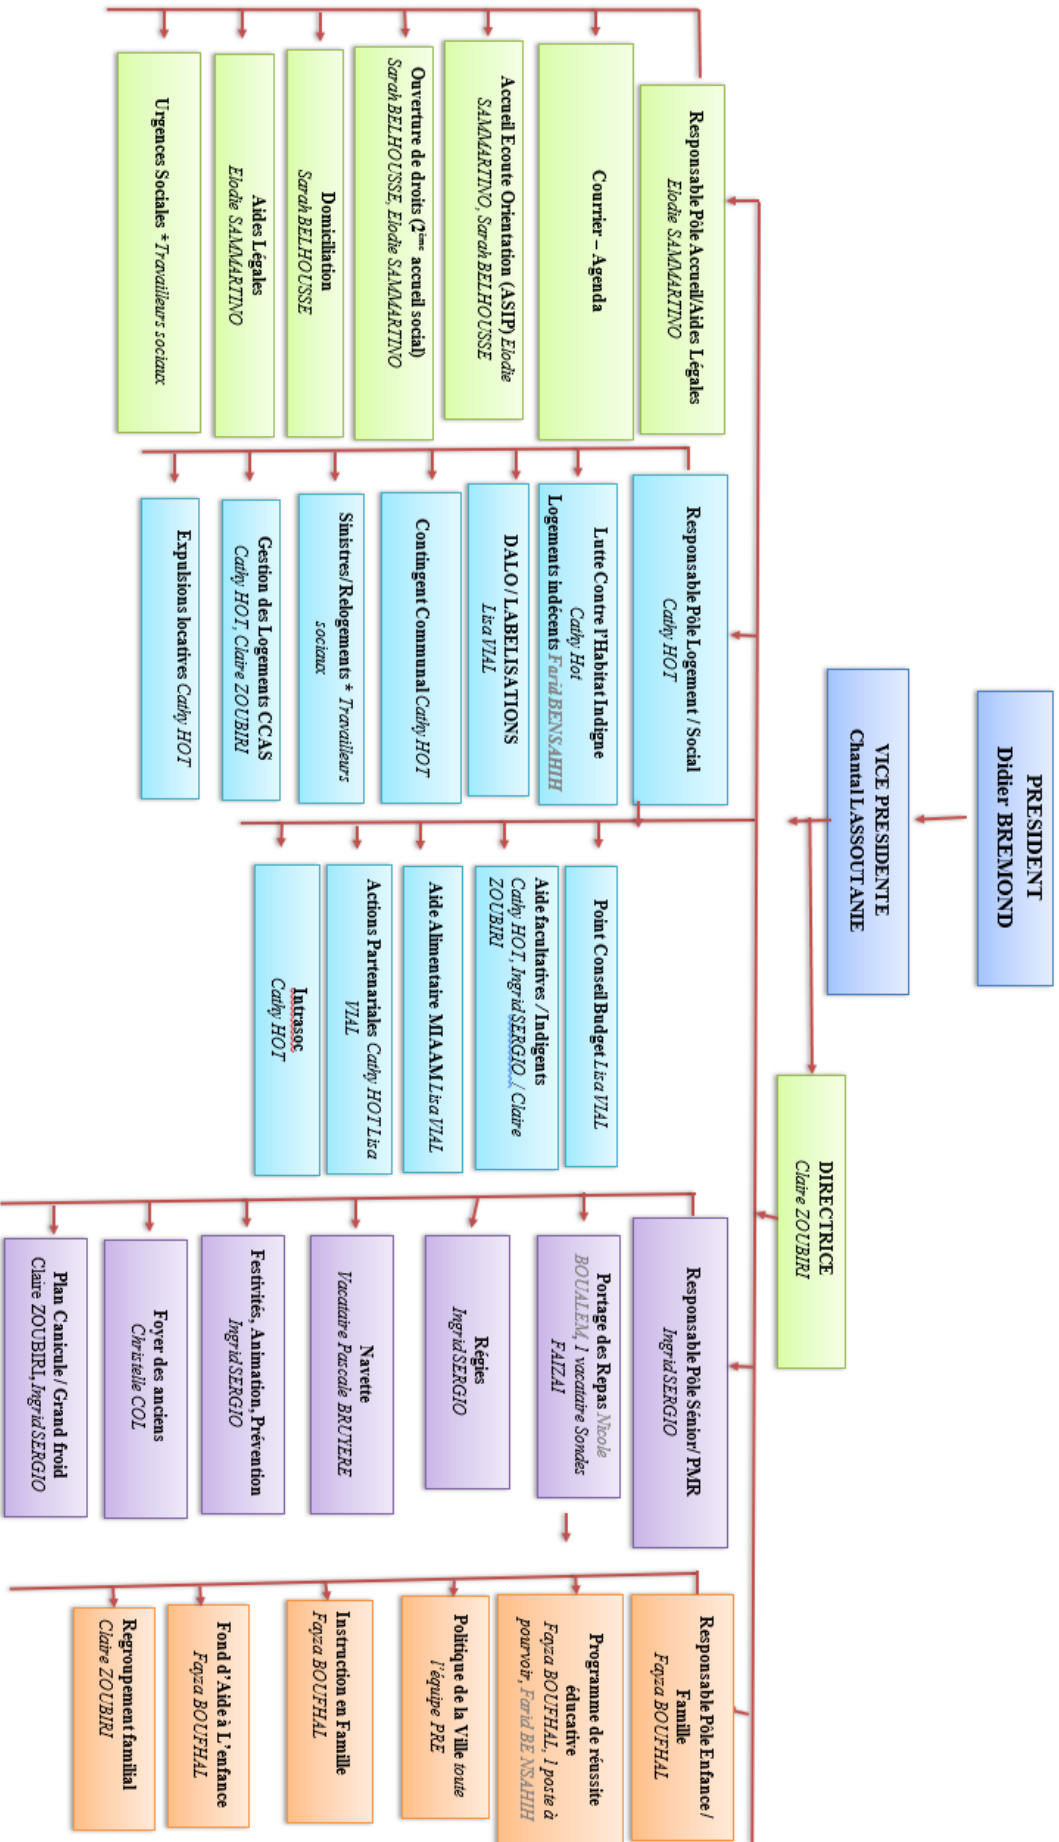 PRESIDENT
Didier BREMOND
VICE PRESIDENTE
Chantal LASSOUTANIE
DIRECTRICE
Claire ZOUBIRI
Responsable Pôle Accueil/Aides Légales
Elodie SAMMARTINO
Courrier – Agenda
Accueil Ecoute Orientation (ASIP) Elodie
SAMMARTINO, Sarah BELHOUSSE
Ouverture de droits (2ème accueil social)
Sarah BELHOUSSE, Elodie SAMMARTINO
Domiciliation
Sarah BELHOUSSE
Aides Légales
Elodie SAMMARTINO
Urgences Sociales *Travailleurs sociaux
Responsable Pôle Logement / Social
Cathy HOT
Lutte Contre l'Habitat Indigne
Cathy Hot
Logements indécents Farid BENSAHIH
DALO / LABELISATIONS
Lisa VIAL
Contingent Communal Cathy HOT
Sinistres/ Relogements * Travailleurs
sociaux
Gestion des Logements CCAS
Cathy HOT, Claire ZOUBIRI
Expulsions locatives Cathy HOT
Point Conseil Budget Lisa VIAL
Aide facultatives / Indigents
Cathy HOT, Ingrid SERGIO / Claire
ZOUBIRI
Aide Alimentaire MIAAM Lisa VIAL
Actions Partenariales Cathy HOT Lisa
VIAL
Intrasoc
Cathy HOT
Responsable Pôle Sénior/ PMR
Ingrid SERGIO
Portage des Repas Nicole
BOUALEM, 1 vacataire Sondes
FAIZAI
Régies
Ingrid SERGIO
Navette
Vacataire Pascale BRUYERE
Festivités, Animation, Prévention
Ingrid SERGIO
Foyer des anciens
Christelle COL
Plan Canicule / Grand froid
Claire ZOUBIRI, Ingrid SERGIO
Responsable Pôle Enfance /
Famille
Fayza BOUFHAL
Programme de réussite
éducative
Fayza BOUFHAL, 1 poste à
pourvoir, Farid BE NSAHIH
Politique de la Ville toute
l'équipe PRE
Instruction en Famille
Fayza BOUFHAL
Fond d'Aide à L'enfance
Fayza BOUFHAL
Regroupement familial
Claire ZOUBIRI